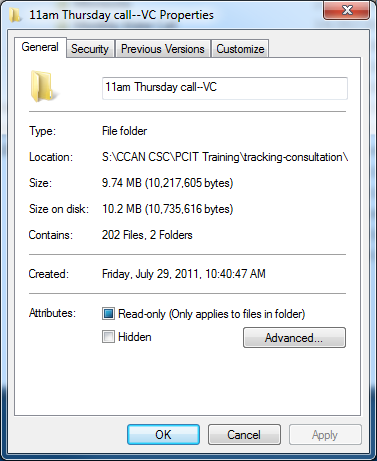 11am Thursday call--VC Properties
General Security Previous Versions Customize
11am Thursday call--VC
Type: File folder
Location: S:\CCAN CSC\PCIT Training\tracking-consultation\
Size: 9.74 MB (10,217,605 bytes)
Size on disk: 10.2 MB (10,735,616 bytes)
Contains: 202 Files, 2 Folders
Created: Friday, July 29, 2011, 10:40:47 AM
Attributes: Read-only (Only applies to files in folder)
Hidden Advanced...
OK Cancel Apply